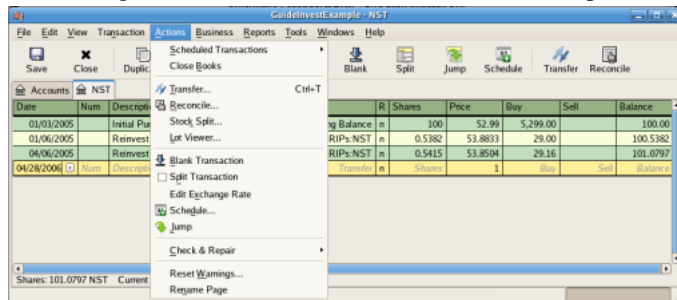 GuideInvestExample - NST
File Edit View Transaction Actions Business Reports Tools Windows Help
Save Close Duplic Blank Split Jump Schedule Transfer Reconcile
Accounts NST
Scheduled Transactions
Close Books
Transfer... Ctrl+T
Reconcile...
Stock Split...
Lot Viewer...
Blank Transaction
Split Transaction
Edit Exchange Rate
Schedule...
Jump
Check & Repair
Reset Warnings...
Rename Page
Date Num Descripti R Shares Price Buy Sell Balance
01/03/2005 Initial Pur ng Balance n 100 52.99 5,299.00 100.00
01/06/2005 Reinvest RIPs:NST n 0.5382 53.8833 29.00 100.5382
04/06/2005 Reinvest RIPs:NST n 0.5415 53.8504 29.16 101.0797
04/28/2006 Num Descripti Transfer n Shares 1 Buy Sell Balance
Shares: 101.0797 NST Current